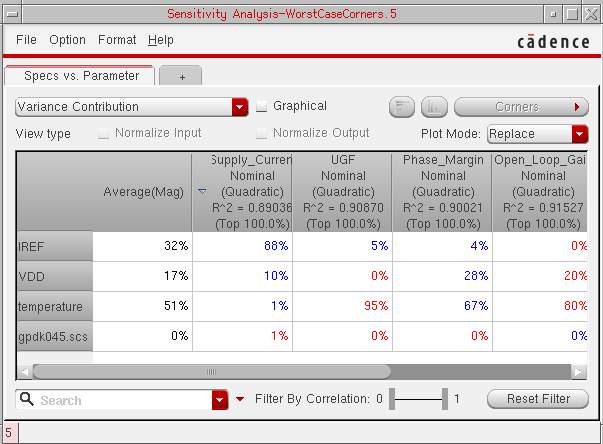 Sensitivity Analysis-WorstCaseCorners.5
File Option Format Help
cādence
Specs vs. Parameter +
Variance Contribution Graphical Corners
View type Normalize Input Normalize Output Plot Mode: Replace
Supply_Curren UGF Phase_Margin Open_Loop_Gai
Nominal Nominal Nominal Nominal
Average(Mag) (Quadratic) (Quadratic) (Quadratic) (Quadratic)
R^2 = 0.89036 R^2 = 0.90870 R^2 = 0.90021 R^2 = 0.91527
(Top 100.0%) (Top 100.0%) (Top 100.0%) (Top 100.0%)
IREF 32% 88% 5% 4% 0%
VDD 17% 10% 0% 28% 20%
temperature 51% 1% 95% 67% 80%
gpdk045.scs 0% 1% 0% 0% 0%
Search Filter By Correlation: 0 1 Reset Filter
5